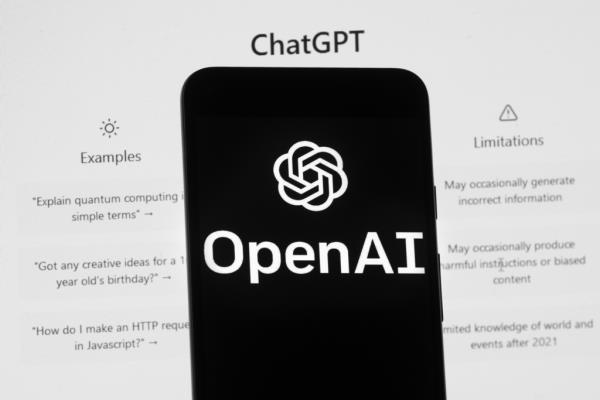 ChatGPT
Examples
"Explain quantum computing
simple terms" →
"Got any creative ideas for a 1
year old's birthday?" →
"How do I make an HTTP
in Javascript?" →
OpenAI
Limitations
May occasionally generate
incorrect information
May occasionally produce
harmful instructions or biased
content
knowledge of world and
events after 2021